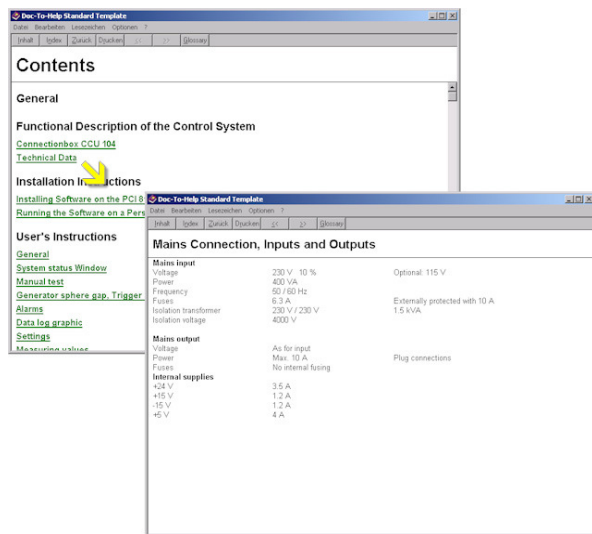 Doc-To-Help Standard Template
Datei Bearbeiten Lesezeichen Optionen ?
Inhalt Index Zurück Drucken << >> Glossary
Contents
General
Functional Description of the Control System
Connectionbox CCU 104
Technical Data
Installation Instructions
Installing Software on the PCI 8
Running the Software on a Pers
User's Instructions
General
System status Window
Manual test
Generator sphere gap, Trigger
Alarms
Data log graphic
Settings
Measuring values
Doc-To-Help Standard Template
Datei Bearbeiten Lesezeichen Optionen ?
Inhalt Index Zurück Drucken << >> Glossary
Mains Connection, Inputs and Outputs
Mains input
Voltage 230 V 10 % Optional: 115 V
Power 400 VA
Frequency 50 / 60 Hz
Fuses 6.3 A Externally protected with 10 A
Isolation transformer 230 V / 230 V 1.5 kVA
Isolation voltage 4000 V
Mains output
Voltage As for input
Power Max. 10 A Plug connections
Fuses No internal fusing
Internal supplies
+24 V 3.5 A
+15 V 1.2 A
-15 V 1.2 A
+5 V 4 A